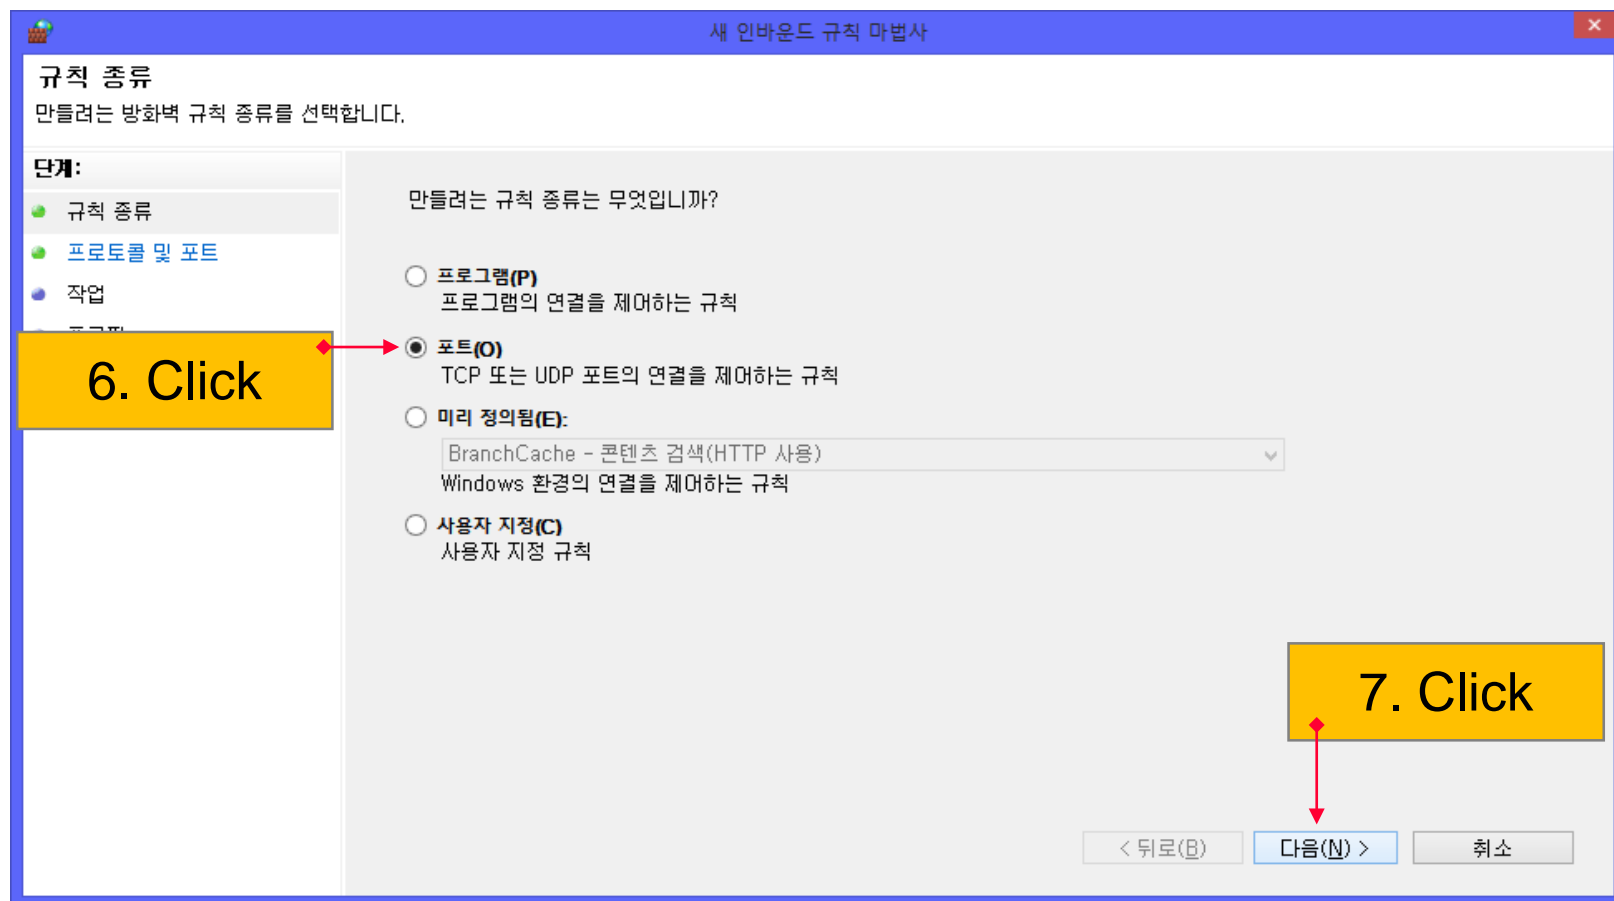 새 인바운드 규칙 마법사
규칙 종류
만들려는 방화벽 규칙 종류를 선택합니다.
단계:
규칙 종류
프로토콜 및 포트
작업
만들려는 규칙 종류는 무엇입니까?
프로그램(P)
프로그램의 연결을 제어하는 규칙
6. Click
포트(O)
TCP 또는 UDP 포트의 연결을 제어하는 규칙
미리 정의됨(E):
BranchCache - 콘텐츠 검색(HTTP 사용)
Windows 환경의 연결을 제어하는 규칙
사용자 지정(C)
사용자 지정 규칙
7. Click
< 뒤로(B)
다음(N) >
취소